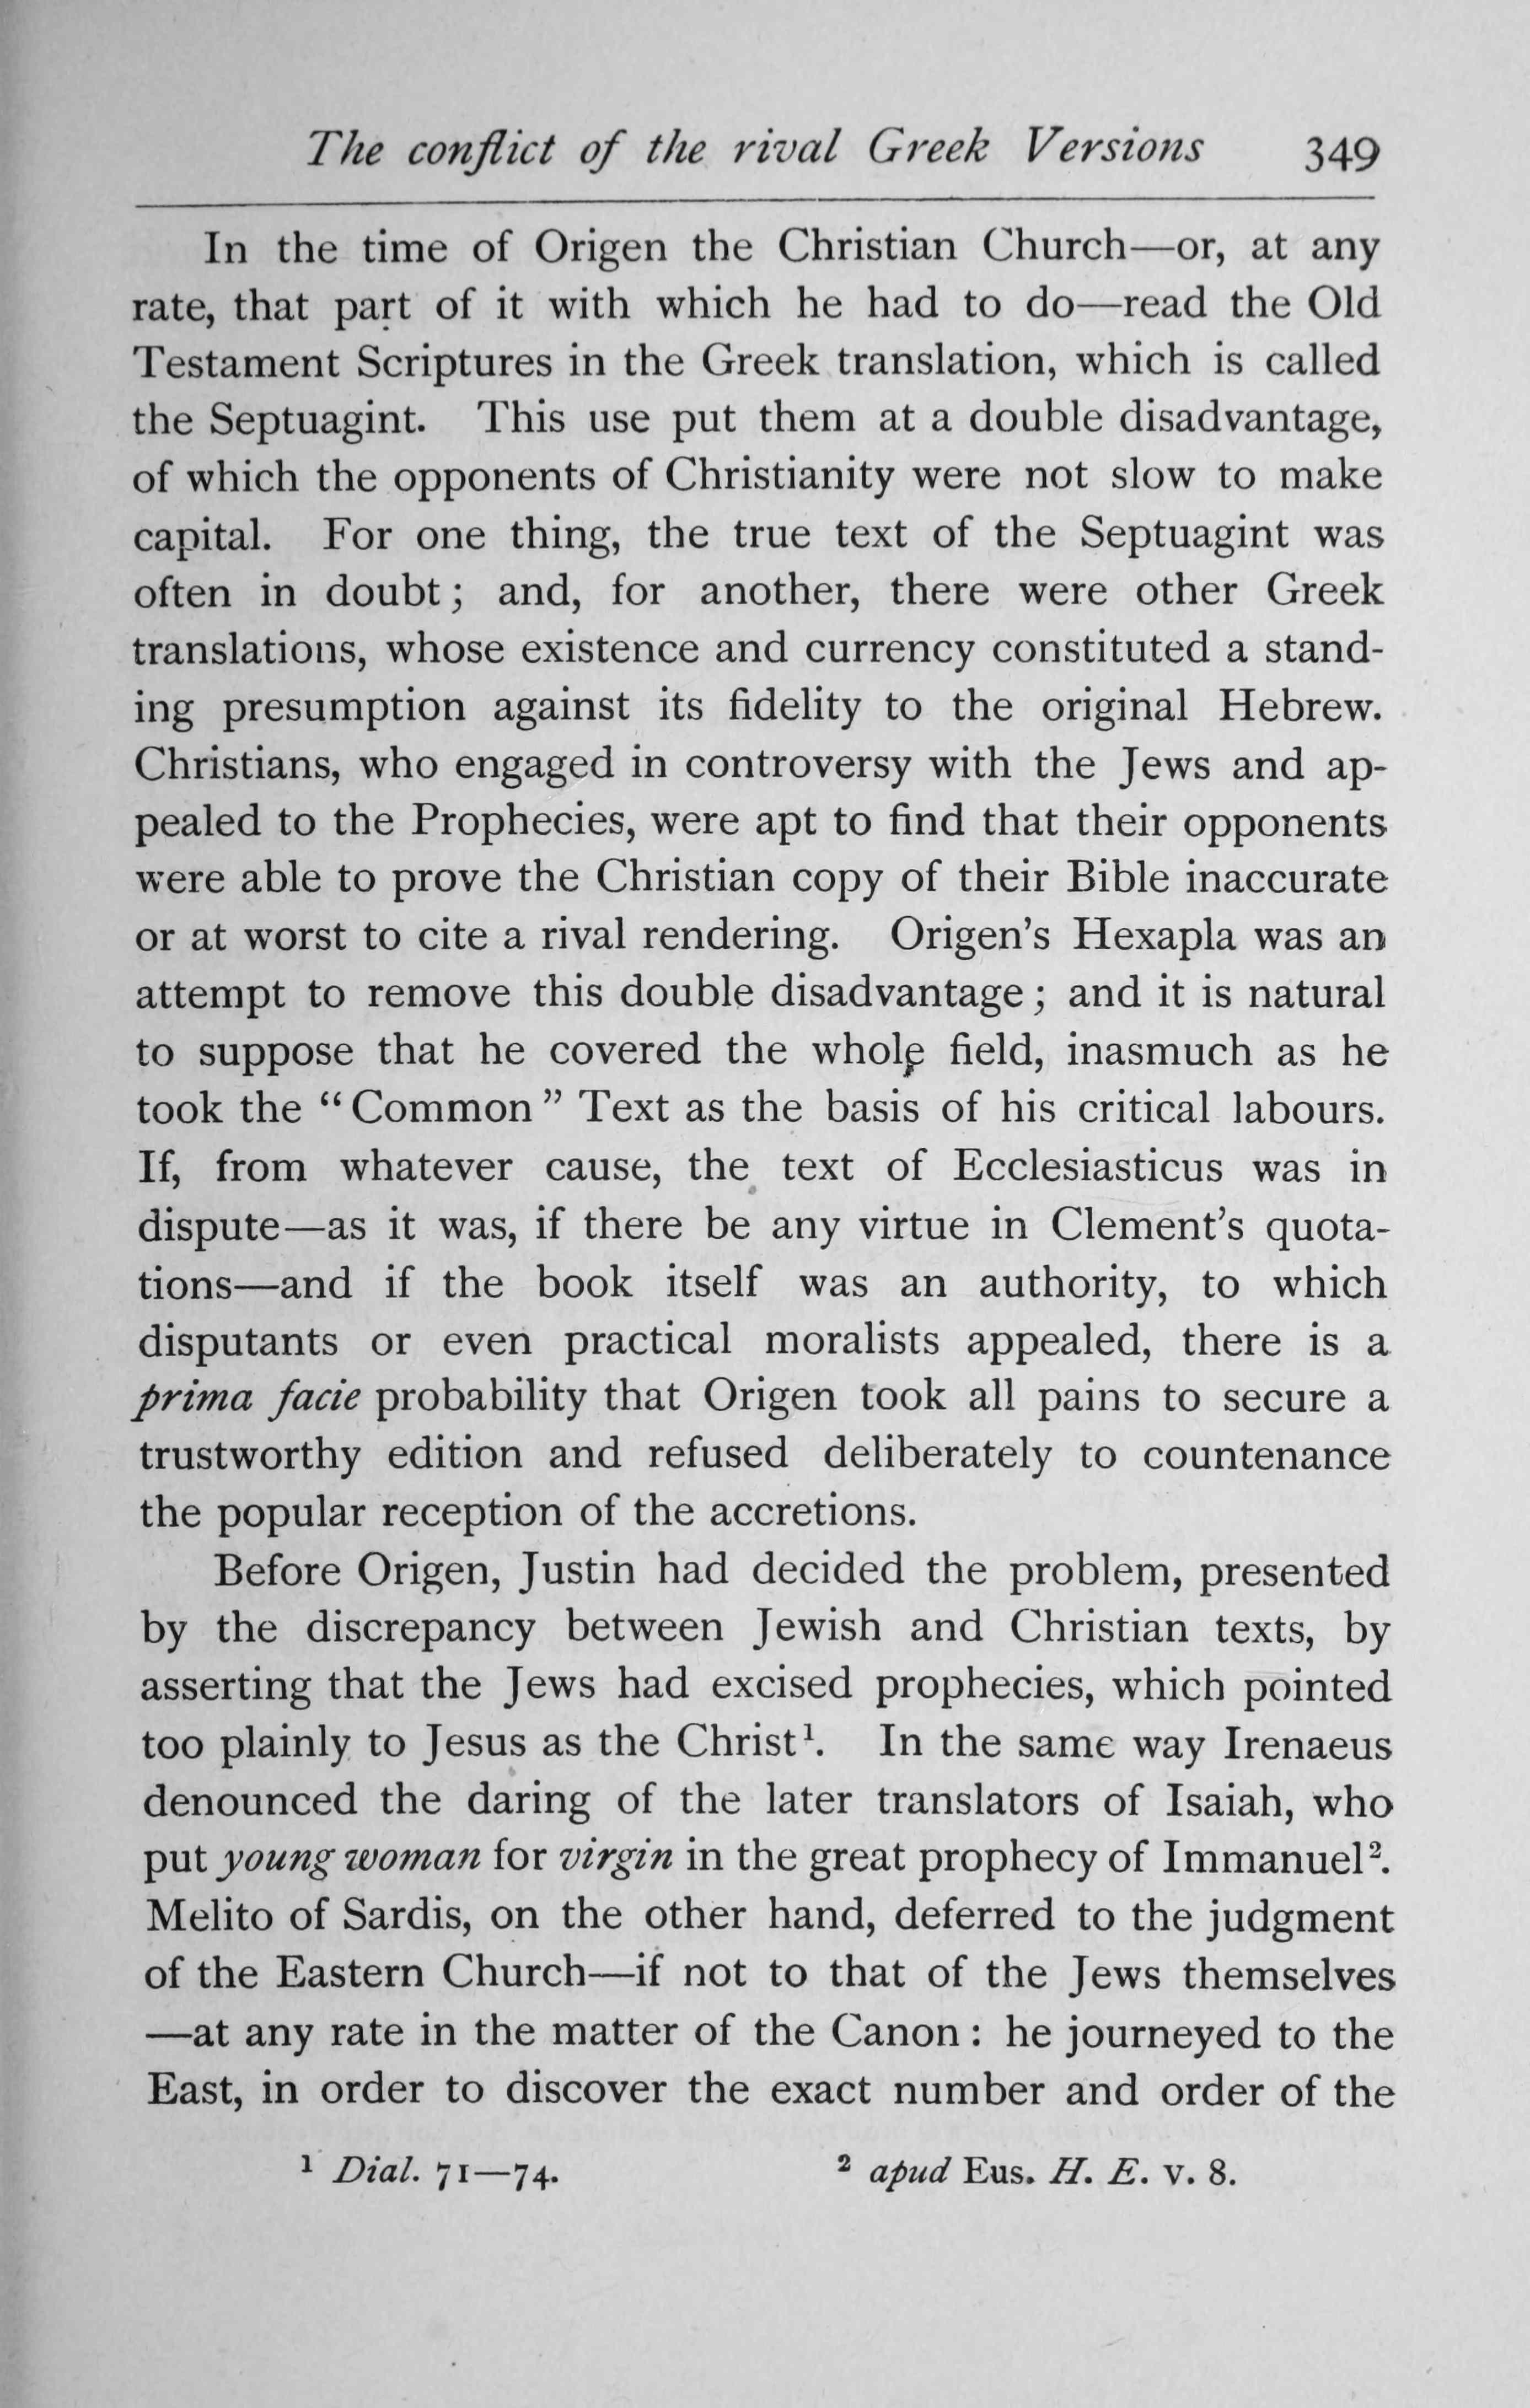 The conflict of the rival Greek Versions 349
In the time of Origen the Christian Church—or, at any
rate, that part of it with which he had to do—read the Old
Testament Scriptures in the Greek translation, which is called
the Septuagint. This use put them at a double disadvantage,
of which the opponents of Christianity were not slow to make
capital. For one thing, the true text of the Septuagint was
often in doubt; and, for another, there were other Greek
translations, whose existence and currency constituted a stand-
ing presumption against its fidelity to the original Hebrew.
Christians, who engaged in controversy with the Jews and ap-
pealed to the Prophecies, were apt to find that their opponents
were able to prove the Christian copy of their Bible inaccurate
or at worst to cite a rival rendering. Origen's Hexapla was an
attempt to remove this double disadvantage; and it is natural
to suppose that he covered the whole field, inasmuch as he
took the "Common" Text as the basis of his critical labours.
If, from whatever cause, the text of Ecclesiasticus was in
dispute—as it was, if there be any virtue in Clement's quota-
tions—and if the book itself was an authority, to which
disputants or even practical moralists appealed, there is a
prima facie probability that Origen took all pains to secure a
trustworthy edition and refused deliberately to countenance
the popular reception of the accretions.
Before Origen, Justin had decided the problem, presented
by the discrepancy between Jewish and Christian texts, by
asserting that the Jews had excised prophecies, which pointed
too plainly to Jesus as the Christ¹. In the same way Irenaeus
denounced the daring of the later translators of Isaiah, who
put young woman for virgin in the great prophecy of Immanuel².
Melito of Sardis, on the other hand, deferred to the judgment
of the Eastern Church—if not to that of the Jews themselves
—at any rate in the matter of the Canon: he journeyed to the
East, in order to discover the exact number and order of the
¹ Dial. 71—74. ² apud Eus. H. E. v. 8.